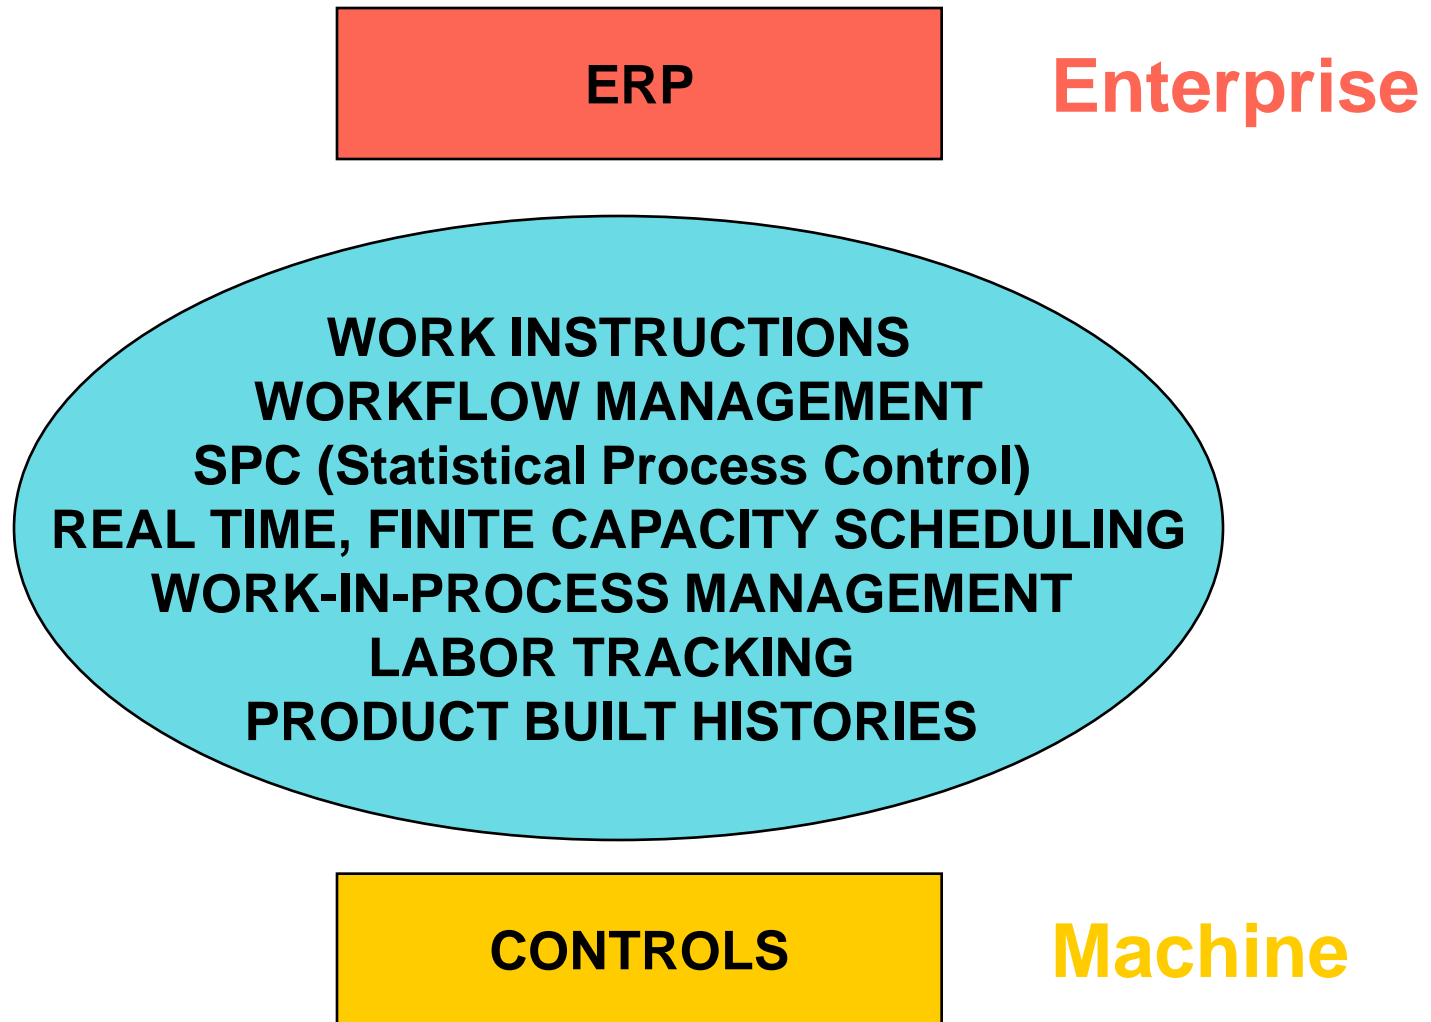 ERP
Enterprise
WORK INSTRUCTIONS
WORKFLOW MANAGEMENT
SPC (Statistical Process Control)
REAL TIME, FINITE CAPACITY SCHEDULING
WORK-IN-PROCESS MANAGEMENT
LABOR TRACKING
PRODUCT BUILT HISTORIES
CONTROLS
Machine